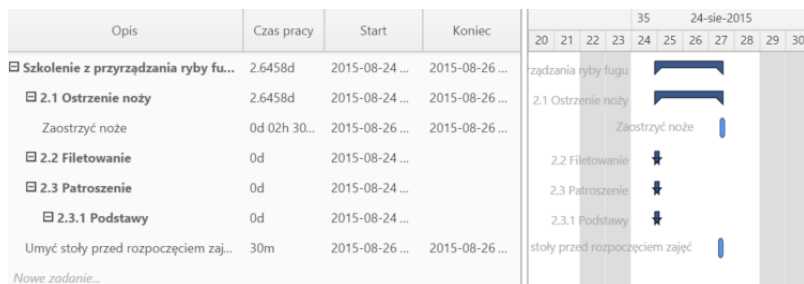 35 24-sie-2015
Opis Czas pracy Start Koniec
20 21 22 23 24 25 26 27 28 29 30
Szkolenie z przyrządzania ryby fu... 2.6458d 2015-08-24 ... 2015-08-26 ... rządzania ryby fugu
2.1 Ostrzenie noży 2.6458d 2015-08-24 ... 2015-08-26 ... 2.1 Ostrzenie noży
Zaostrzyć noże 0d 02h 30... 2015-08-26 ... 2015-08-26 ... Zaostrzyć noże
2.2 Filetowanie 0d 2015-08-24 ... 2.2 Filetowanie
2.3 Patroszenie 0d 2015-08-24 ... 2.3 Patroszenie
2.3.1 Podstawy 0d 2015-08-24 ... 2.3.1 Podstawy
Umyć stoły przed rozpoczęciem zaj... 30m 2015-08-26 ... 2015-08-26 ... stoły przed rozpoczęciem zajęć
Nowe zadanie...